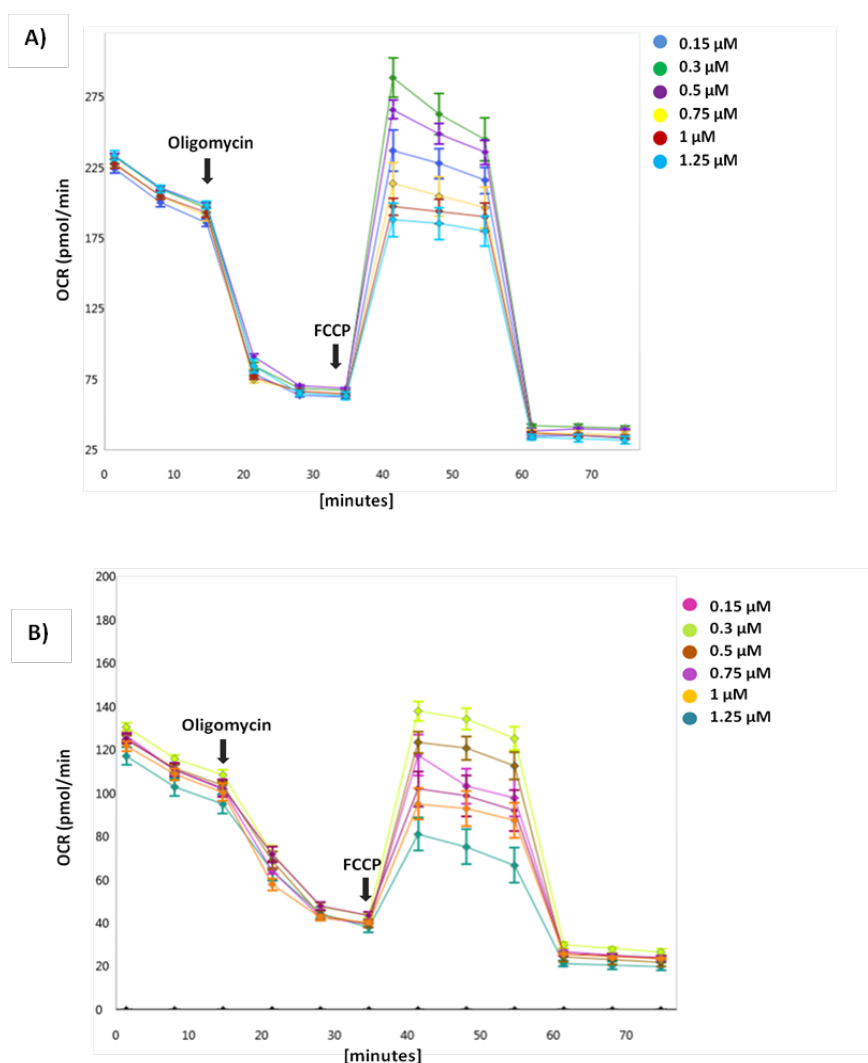 A)
275
225
175
125
75
25
OCR (pmol/min)
Oligomycin
FCCP
0 10 20 30 40 50 60 70
[minutes]
0.15 µM
0.3 µM
0.5 µM
0.75 µM
1 µM
1.25 µM
B)
200
180
160
140
120
100
80
60
40
20
0
OCR (pmol/min)
Oligomycin
FCCP
0 10 20 30 40 50 60 70
[minutes]
0.15 µM
0.3 µM
0.5 µM
0.75 µM
1 µM
1.25 µM